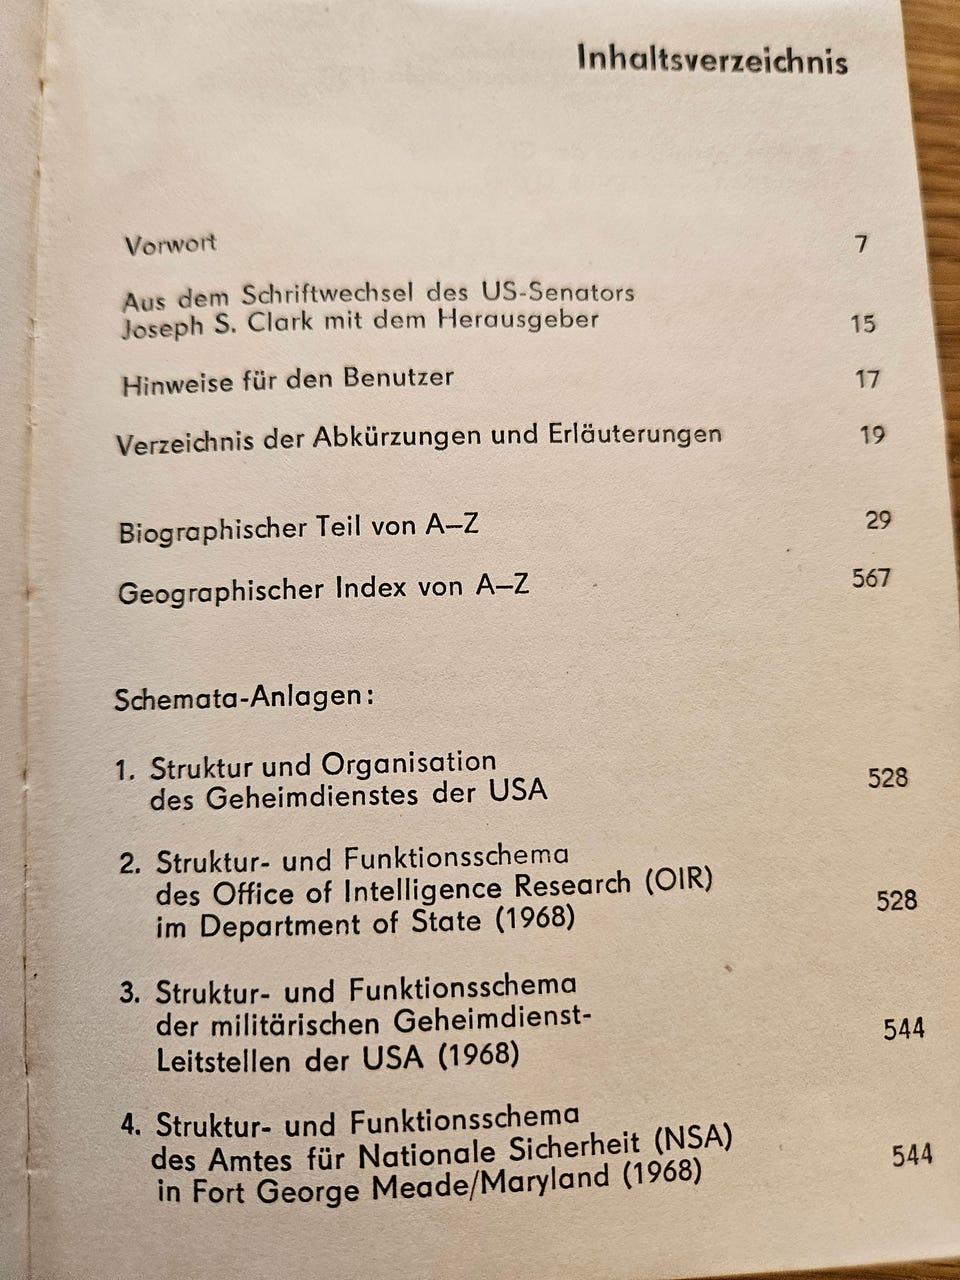 Inhaltsverzeichnis
Vorwort 7
Aus dem Schriftwechsel des US-Senators
Joseph S. Clark mit dem Herausgeber 15
Hinweise für den Benutzer 17
Verzeichnis der Abkürzungen und Erläuterungen 19
Biographischer Teil von A–Z 29
Geographischer Index von A–Z 567
Schemata-Anlagen:
1. Struktur und Organisation
des Geheimdienstes der USA 528
2. Struktur- und Funktionsschema
des Office of Intelligence Research (OIR)
im Department of State (1968) 528
3. Struktur- und Funktionsschema
der militärischen Geheimdienst-
Leitstellen der USA (1968) 544
4. Struktur- und Funktionsschema
des Amtes für Nationale Sicherheit (NSA)
in Fort George Meade/Maryland (1968) 544